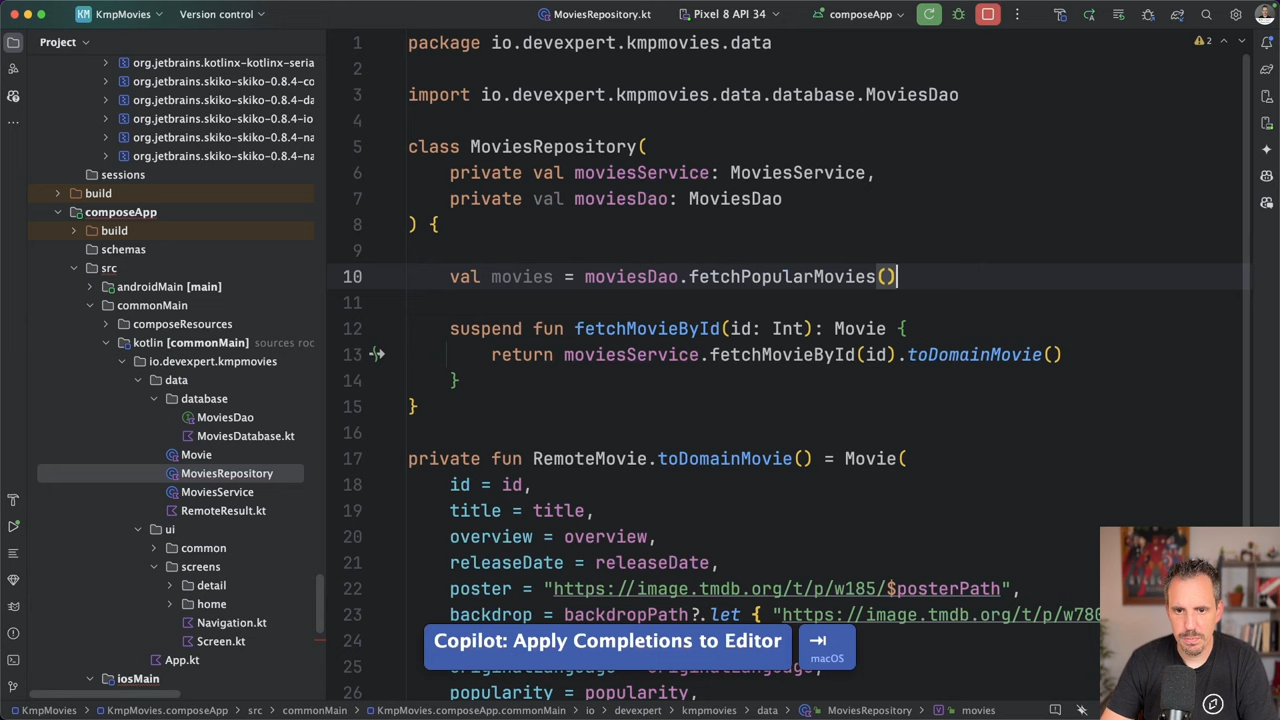 KM KmpMovies Version control MoviesRepository.kt Pixel 8 API 34 composeApp
Project
org.jetbrains.kotlinx-kotlinx-seria
org.jetbrains.skiko-skiko-0.8.4-co
org.jetbrains.skiko-skiko-0.8.4-da
org.jetbrains.skiko-skiko-0.8.4-io
org.jetbrains.skiko-skiko-0.8.4-na
org.jetbrains.skiko-skiko-0.8.4-na
sessions
build
composeApp
build
schemas
src
androidMain [main]
commonMain
composeResources
kotlin [commonMain] sources roo
io.devexpert.kmpmovies
data
database
MoviesDao
MoviesDatabase.kt
Movie
MoviesRepository
MoviesService
RemoteResult.kt
ui
common
screens
detail
home
Navigation.kt
Screen.kt
App.kt
iosMain
1 package io.devexpert.kmpmovies.data
2
3 import io.devexpert.kmpmovies.data.database.MoviesDao
4
5 class MoviesRepository(
6 private val moviesService: MoviesService,
7 private val moviesDao: MoviesDao
8 ) {
9
10 val movies = moviesDao.fetchPopularMovies()
11
12 suspend fun fetchMovieById(id: Int): Movie {
13 return moviesService.fetchMovieById(id).toDomainMovie()
14 }
15 }
16
17 private fun RemoteMovie.toDomainMovie() = Movie(
18 id = id,
19 title = title,
20 overview = overview,
21 releaseDate = releaseDate,
22 poster = "https://image.tmdb.org/t/p/w185/$posterPath",
23 backdrop = backdropPath?.let { "https://image.tmdb.org/t/p/w780
24
25
26 popularity = popularity,
2
Copilot: Apply Completions to Editor
macOS
KmpMovies KmpMovies.composeApp src commonMain KmpMovies.composeApp.commonMain io devexpert kmpmovies data MoviesRepository movies